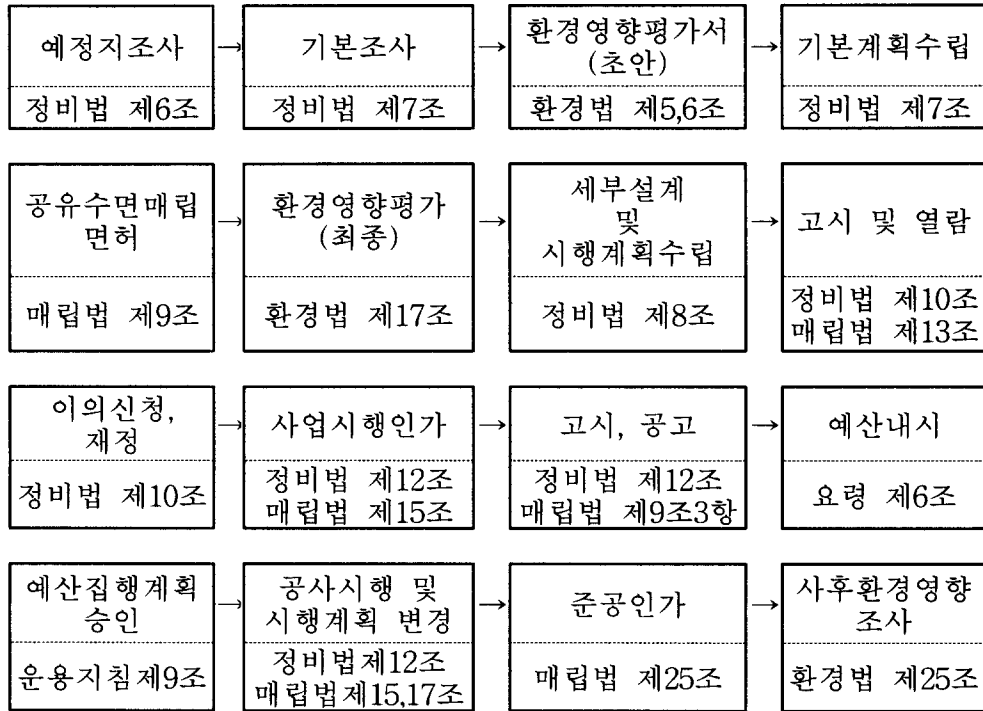 예정지조사
정비법 제6조
→
기본조사
정비법 제7조
→
환경영향평가서
(초안)
환경법 제5,6조
→
기본계획수립
정비법 제7조
공유수면매립
면허
매립법 제9조
→
환경영향평가
(최종)
환경법 제17조
→
세부설계
및
시행계획수립
정비법 제8조
→
고시 및 열람
정비법 제10조
매립법 제13조
이의신청,
재정
정비법 제10조
→
사업시행인가
정비법 제12조
매립법 제15조
→
고시, 공고
정비법 제12조
매립법 제9조3항
→
예산내시
요령 제6조
예산집행계획
승인
운용지침제9조
→
공사시행 및
시행계획 변경
정비법제12조
매립법제15,17조
→
준공인가
매립법 제25조
→
사후환경영향
조사
환경법 제25조